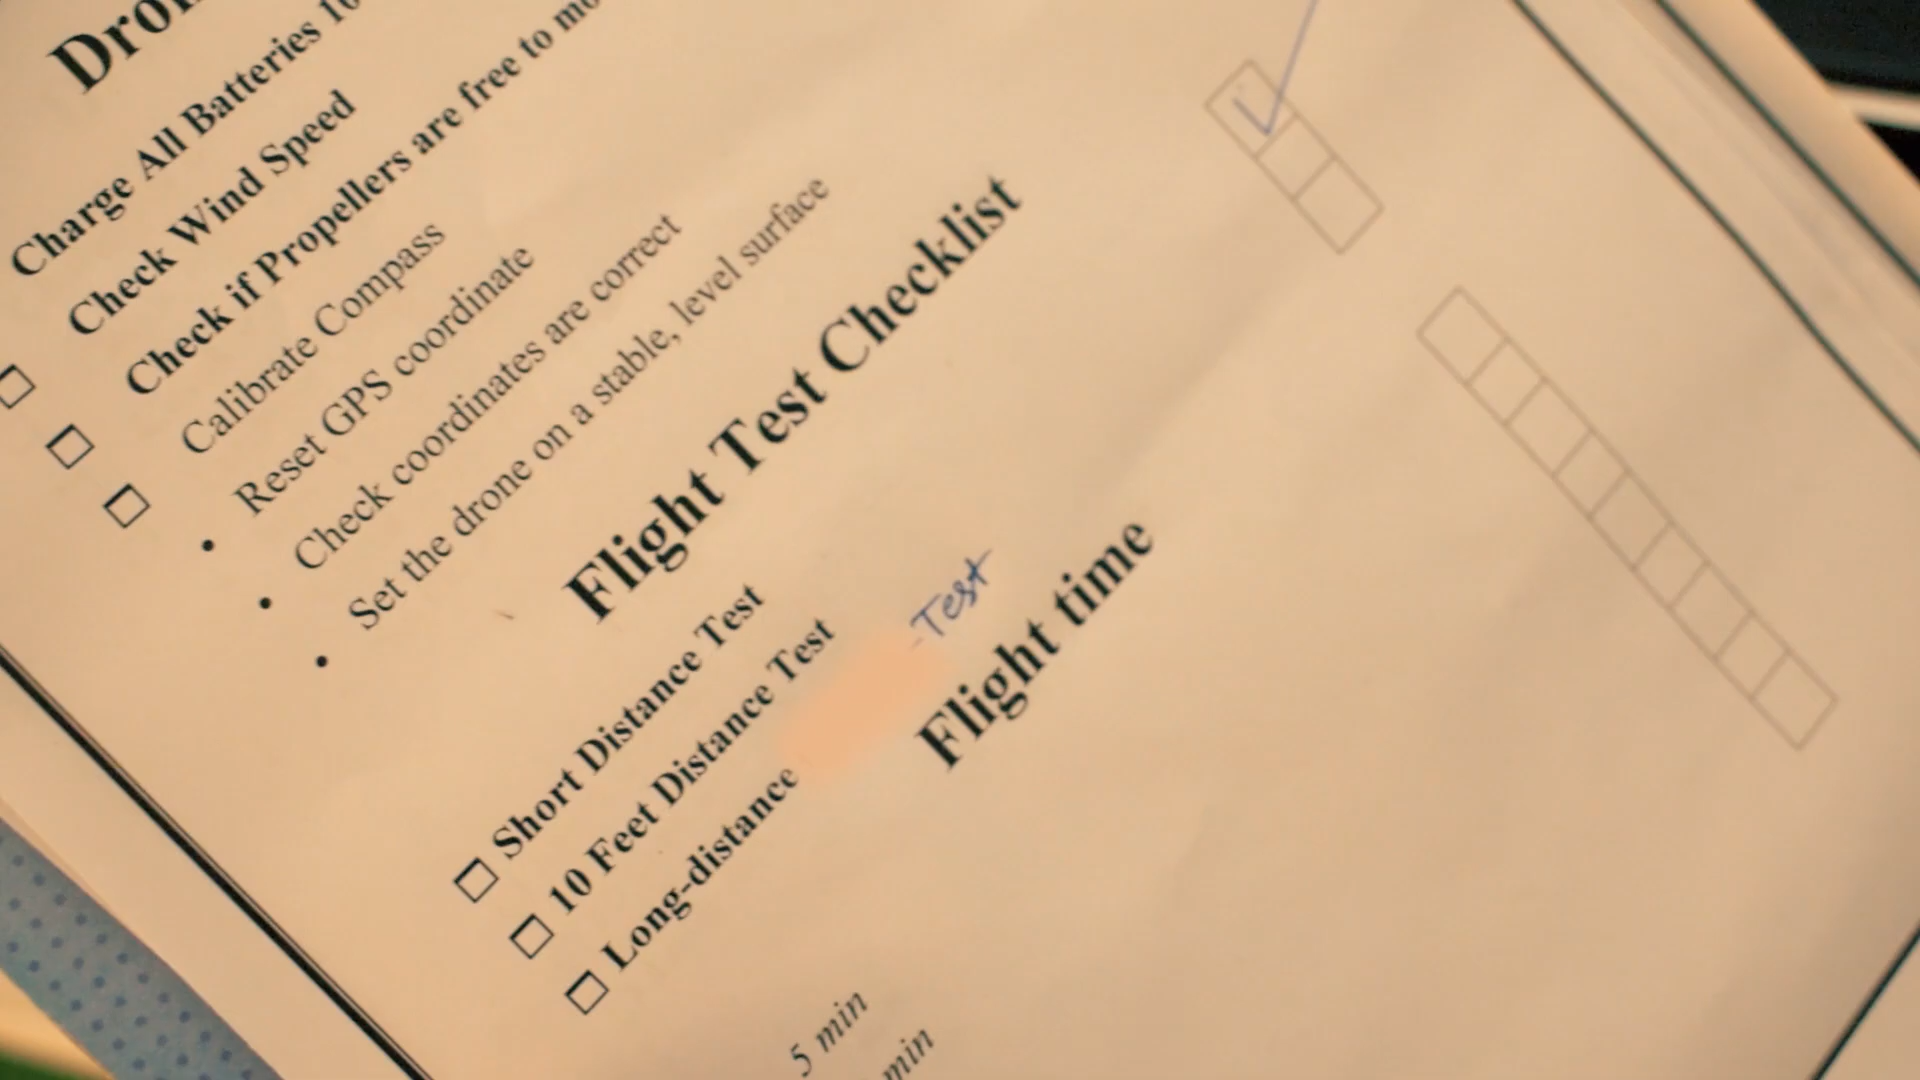 Charge All Batteries
Check Wind Speed
Check if Propellers are free to
Calibrate Compass
• Reset GPS coordinate
• Check coordinates are correct
• Set the drone on a stable, level surface
Flight Test Checklist
Short Distance Test
10 Feet Distance Test
Long-distance Test
Flight time
5 min
min